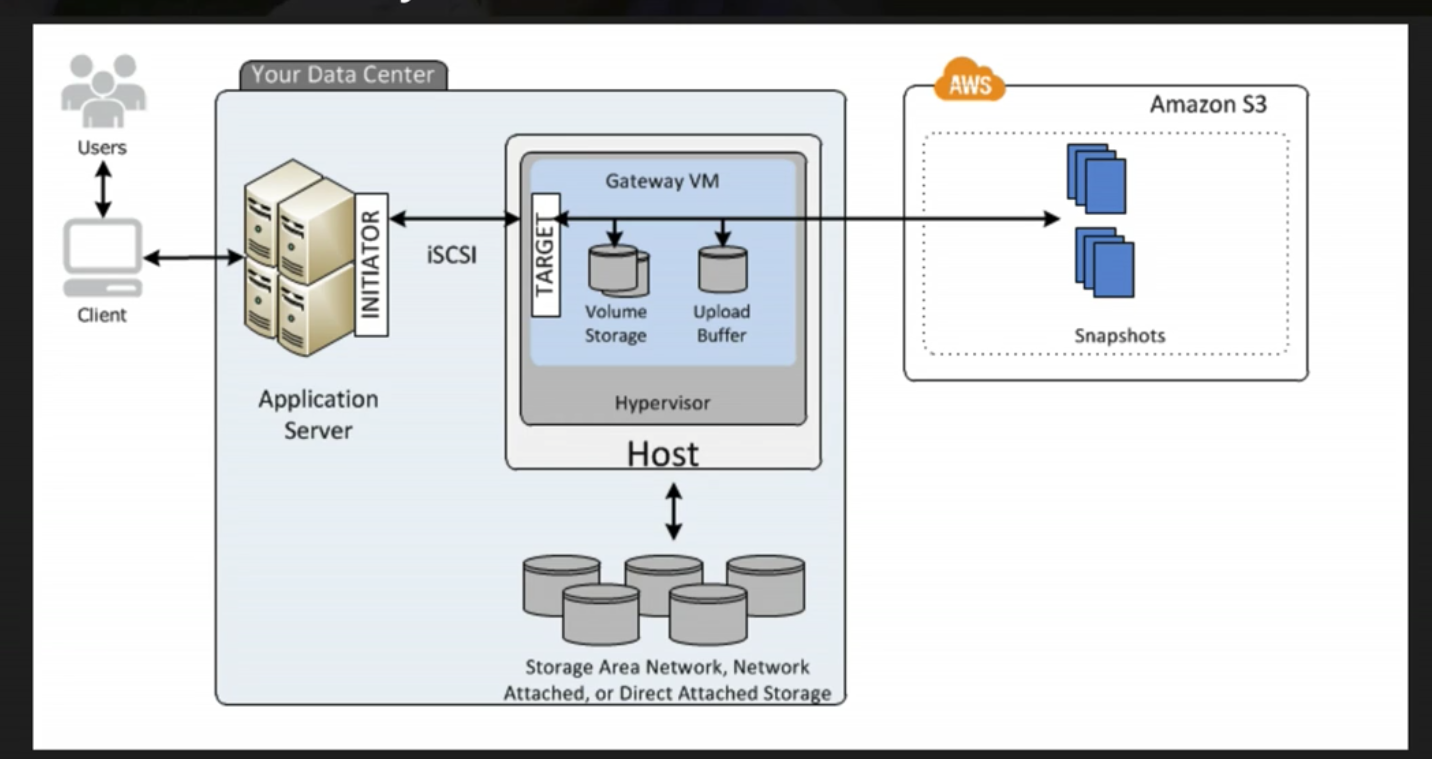 Your Data Center
AWS
Amazon S3
Users
Client
INITIATOR
iSCSI
TARGET
Gateway VM
Volume
Storage
Upload
Buffer
Snapshots
Application
Server
Hypervisor
Host
Storage Area Network, Network
Attached, or Direct Attached Storage